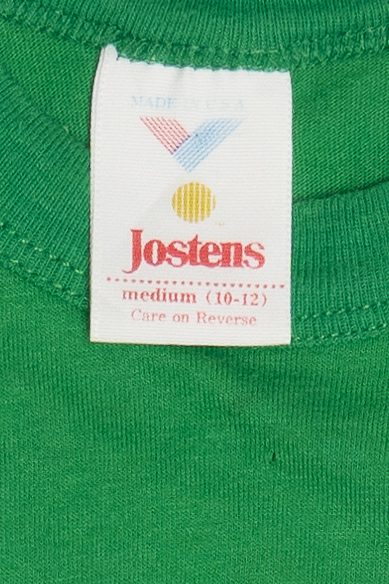 MADE IN U.S.A
Jostens
medium (10-12)
Care on Reverse